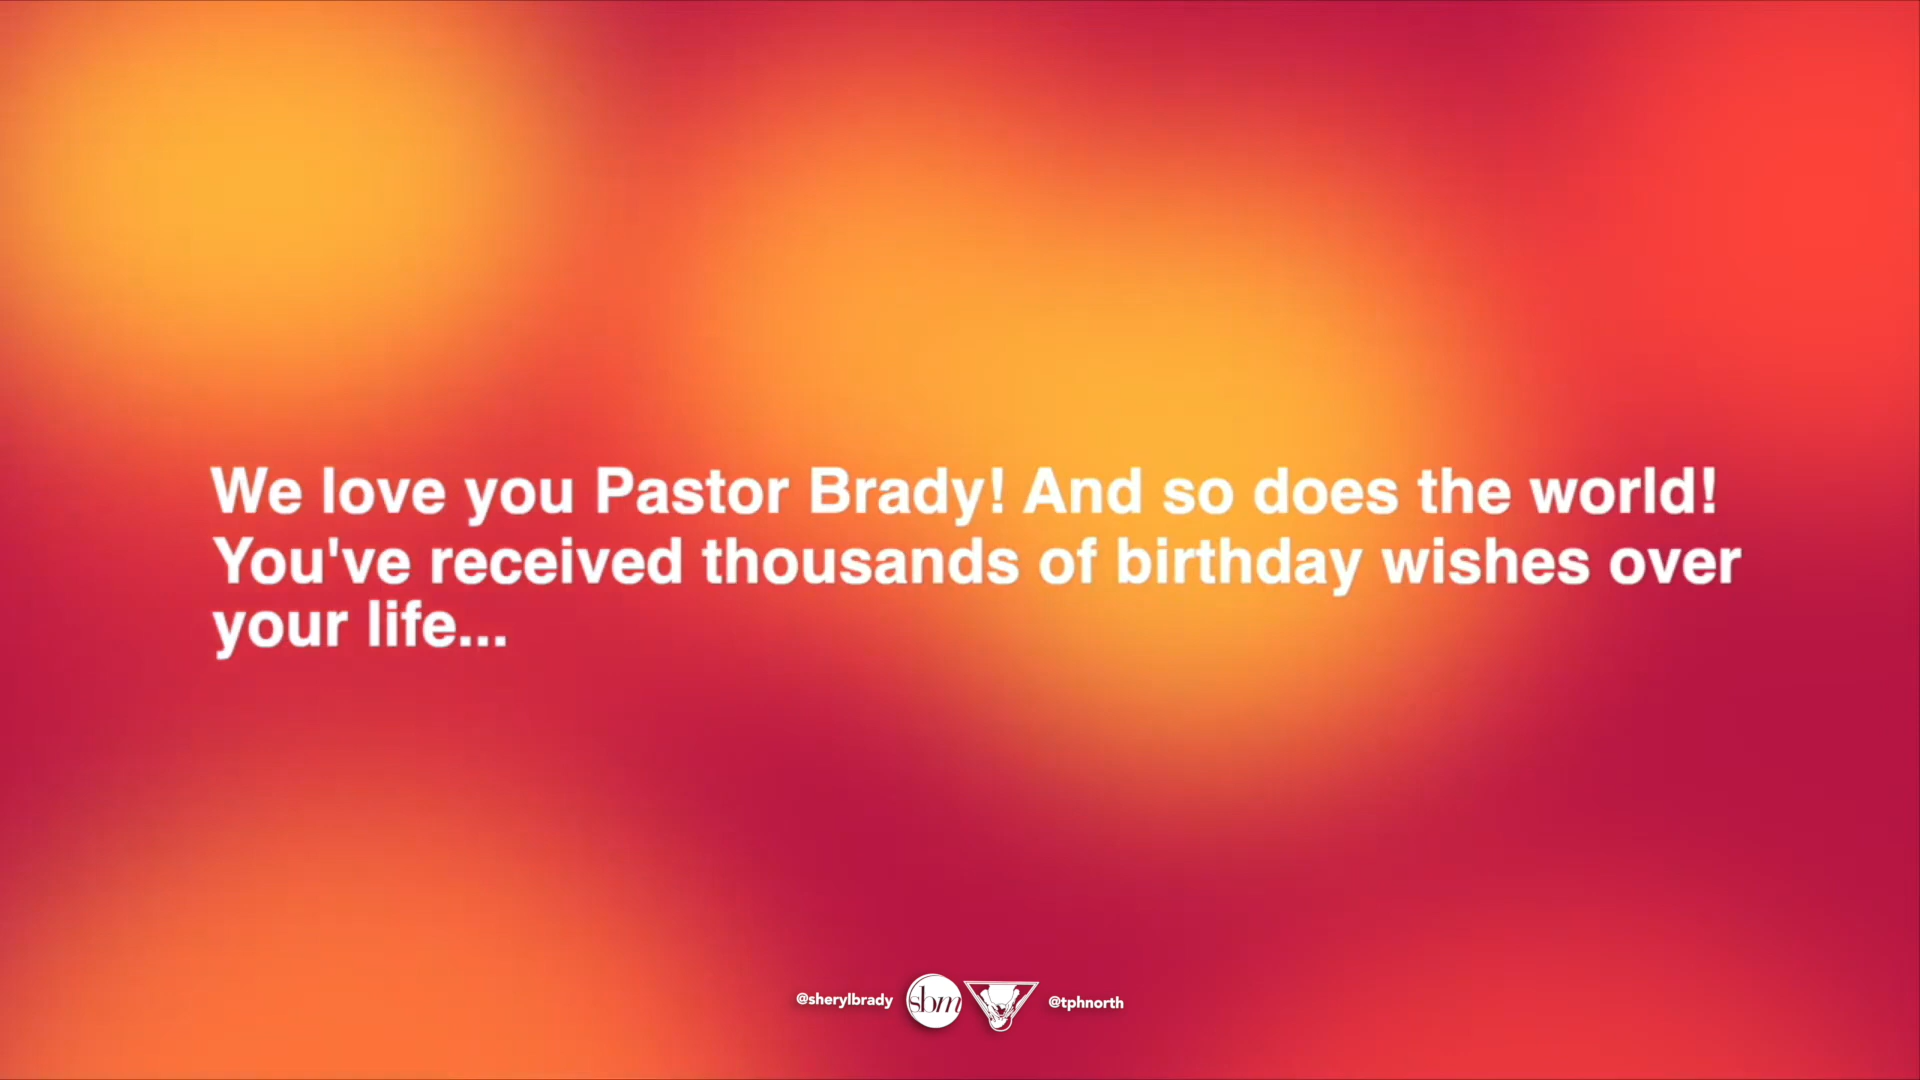 We love you Pastor Brady! And so does the world!
You've received thousands of birthday wishes over
your life...
@sherylbrady sbm @tphnorth